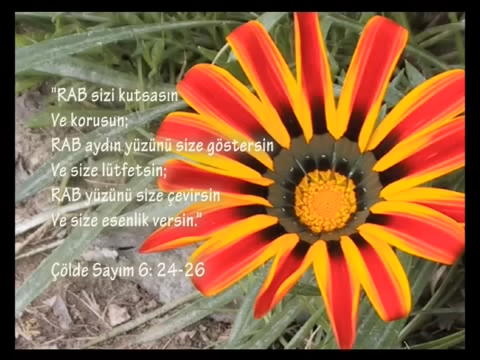 "RAB sizi kutsasın
Ve korusun;
RAB aydın yüzünü size göstersin
Ve size lütfetsin;
RAB yüzünü size çevirsin
Ve size esenlik versin."
Çölde Sayım 6: 24-26